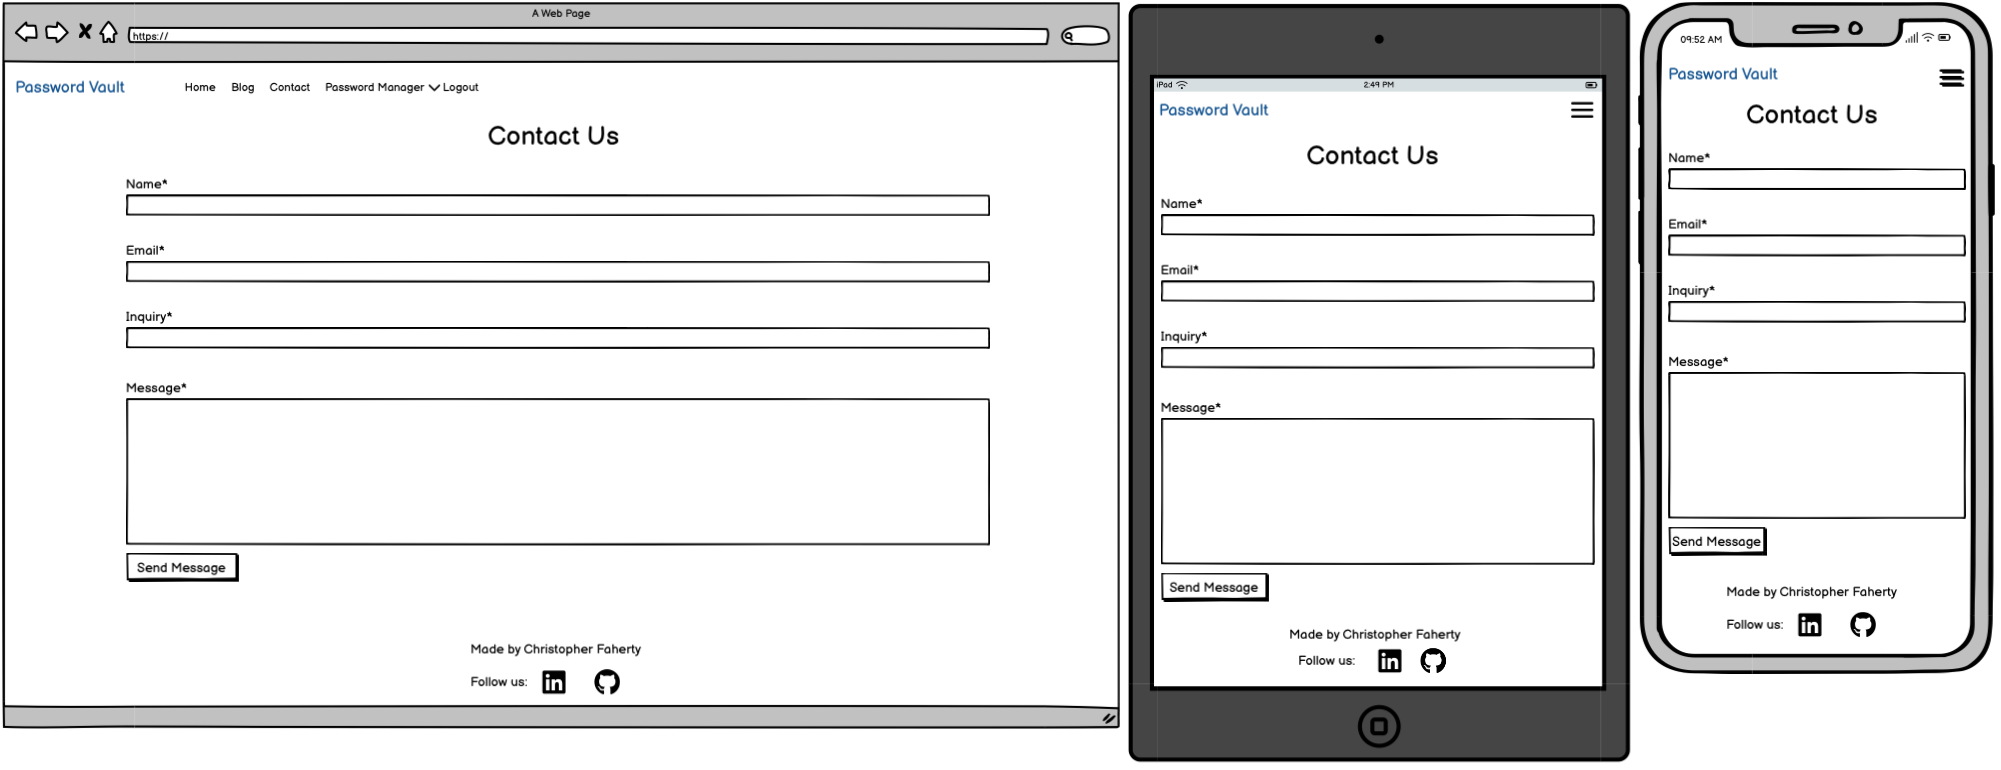 A Web Page
https://
Password Vault Home Blog Contact Password Manager Logout
Contact Us
Name*
Email*
Inquiry*
Message*
Send Message
Made by Christopher Faherty
Follow us: in
iPad 2:49 PM
Password Vault
Contact Us
Name*
Email*
Inquiry*
Message*
Send Message
Made by Christopher Faherty
Follow us: in
09:52 AM
Password Vault
Contact Us
Name*
Email*
Inquiry*
Message*
Send Message
Made by Christopher Faherty
Follow us: in